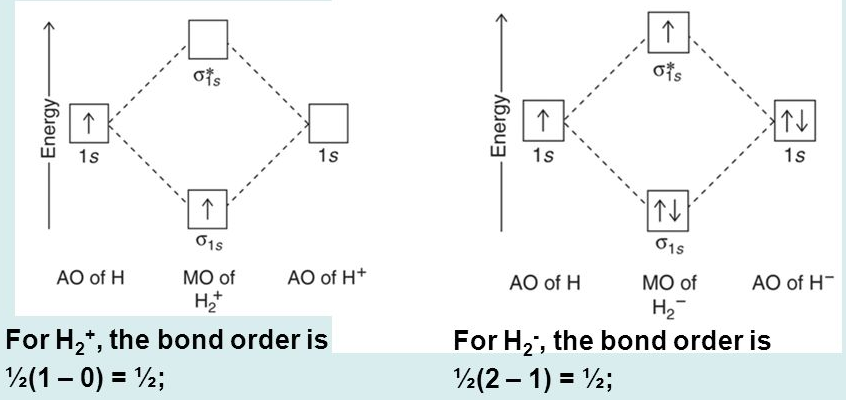 Energy
σ*1s
↑
1s
1s
↑
σ1s
AO of H
MO of
H₂⁺
AO of H⁺
For H₂⁺, the bond order is
½(1 – 0) = ½;
Energy
↑
σ*1s
↑
1s
↑↓
1s
↑↓
σ1s
AO of H
MO of
H₂⁻
AO of H⁻
For H₂⁻, the bond order is
½(2 – 1) = ½;